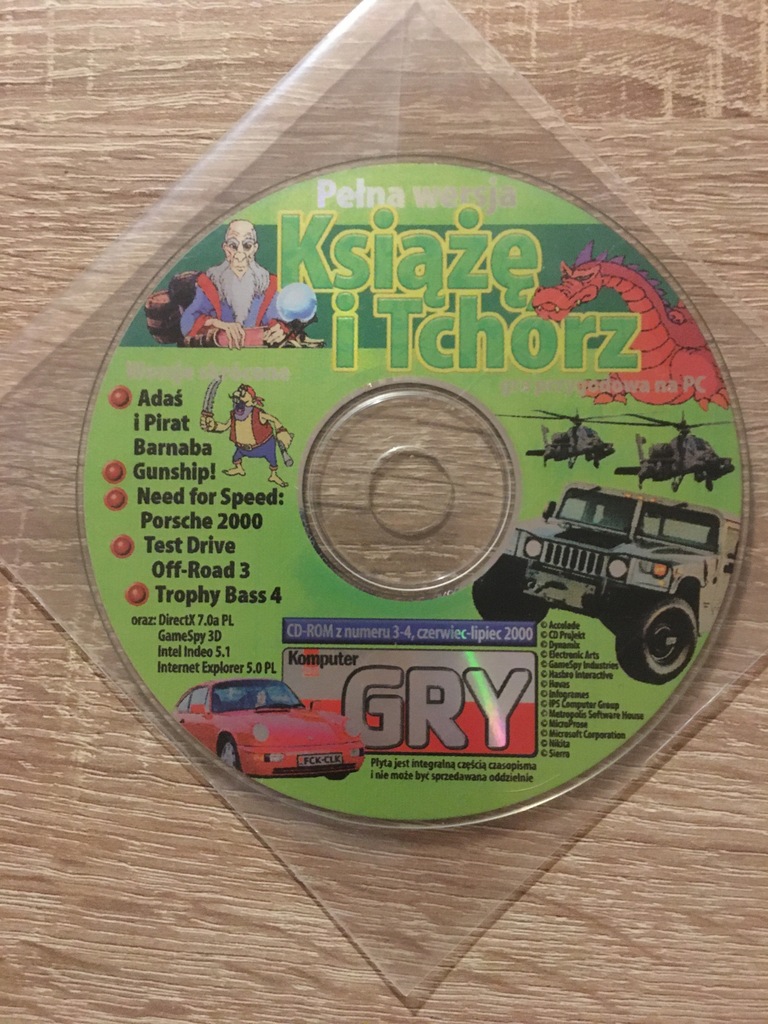 Pełna wersja
Książę
i Tchórz
gra przygodowa na PC
Wersje skrócone
Adaś
i Pirat
Barnaba
Gunship!
Need for Speed:
Porsche 2000
Test Drive
Off-Road 3
Trophy Bass 4
oraz: DirectX 7.0a PL
GameSpy 3D
Intel Indeo 5.1
Internet Explorer 5.0 PL
CD-ROM z numeru 3-4, czerwiec-lipiec 2000
Komputer
GRY
Płyta jest integralną częścią czasopisma
i nie może być sprzedawana oddzielnie
FCK-CLK
© Accolade
© CD Projekt
© Dynamix
© Electronic Arts
© GameSpy Industries
© Hasbro Interactive
© Havas
© Infogrames
© IPS Computer Group
© Metropolis Software House
© MicroProse
© Microsoft Corporation
© Nikita
© Sierra